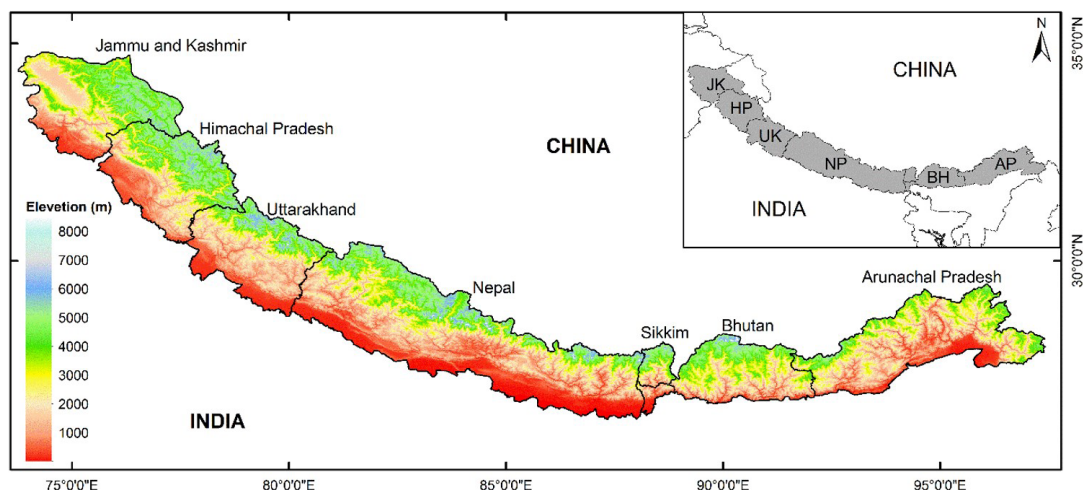 Jammu and Kashmir
Himachal Pradesh
Uttarakhand
Nepal
Sikkim
Bhutan
Arunachal Pradesh
CHINA
INDIA
Elevetion (m)
8000
7000
6000
5000
4000
3000
2000
1000
N
CHINA
INDIA
JK
HP
UK
NP
BH
AP
35°0'0"N
30°0'0"N
75°0'0"E
80°0'0"E
85°0'0"E
90°0'0"E
95°0'0"E